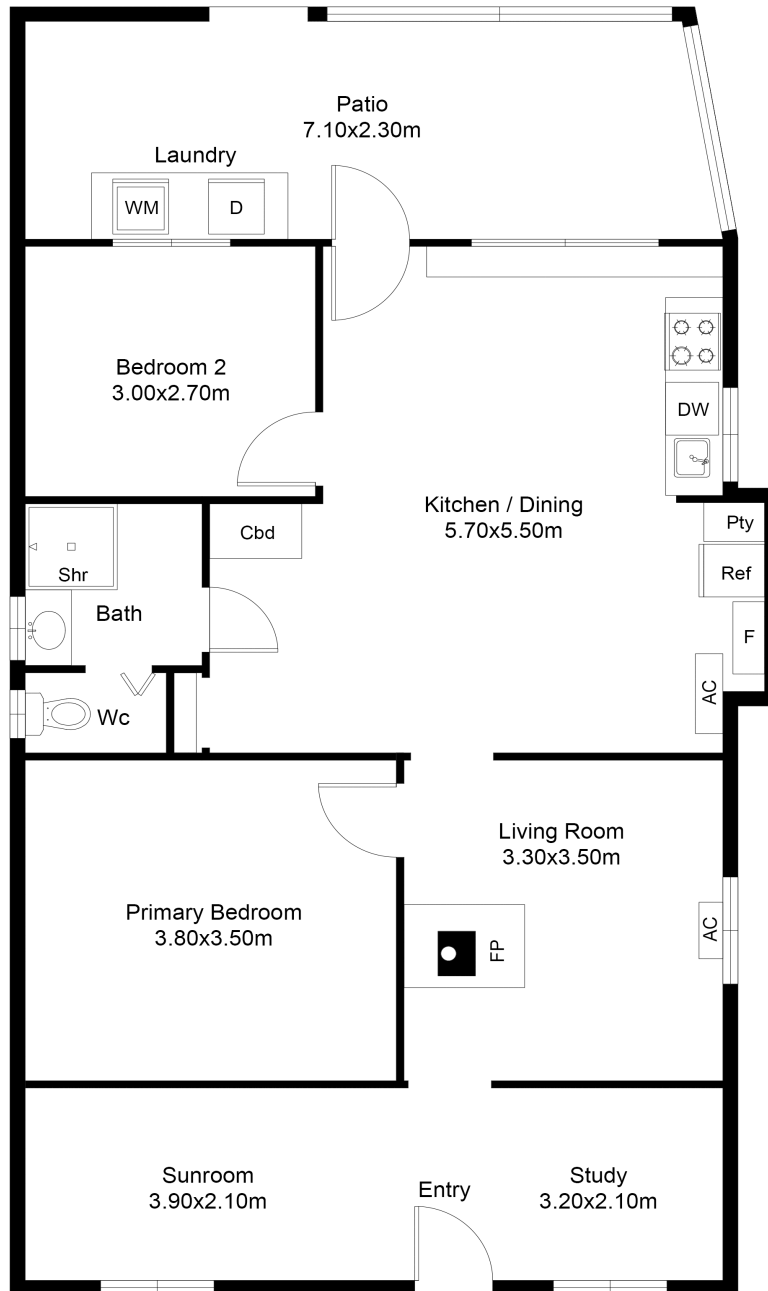 Patio
7.10x2.30m
Laundry
WM
D
Bedroom 2
3.00x2.70m
DW
Kitchen / Dining
5.70x5.50m
Cbd
Pty
Shr
Ref
Bath
F
AC
Wc
Living Room
3.30x3.50m
Primary Bedroom
3.80x3.50m
FP
AC
Sunroom
3.90x2.10m
Entry
Study
3.20x2.10m